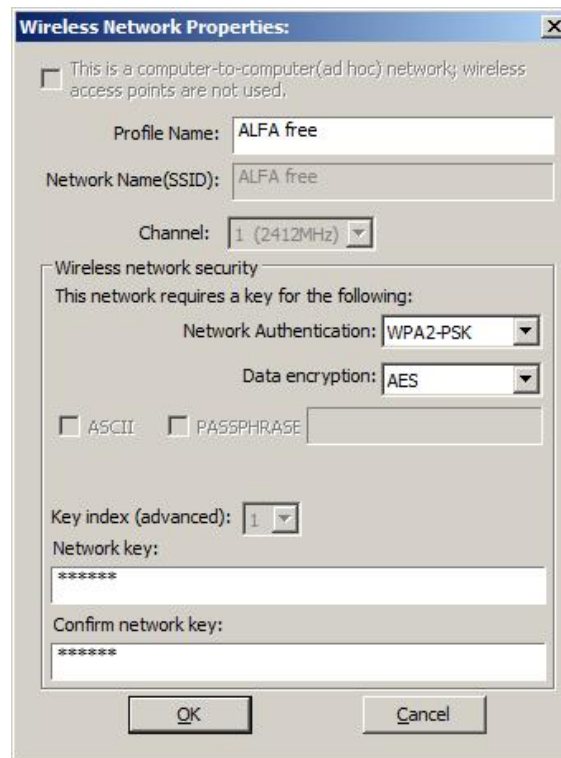 Wireless Network Properties:
This is a computer-to-computer(ad hoc) network; wireless
access points are not used.
Profile Name: ALFA free
Network Name(SSID): ALFA free
Channel: 1 (2412MHz)
Wireless network security
This network requires a key for the following:
Network Authentication: WPA2-PSK
Data encryption: AES
ASCII PASSPHRASE
Key index (advanced): 1
Network key:
******
Confirm network key:
******
OK Cancel